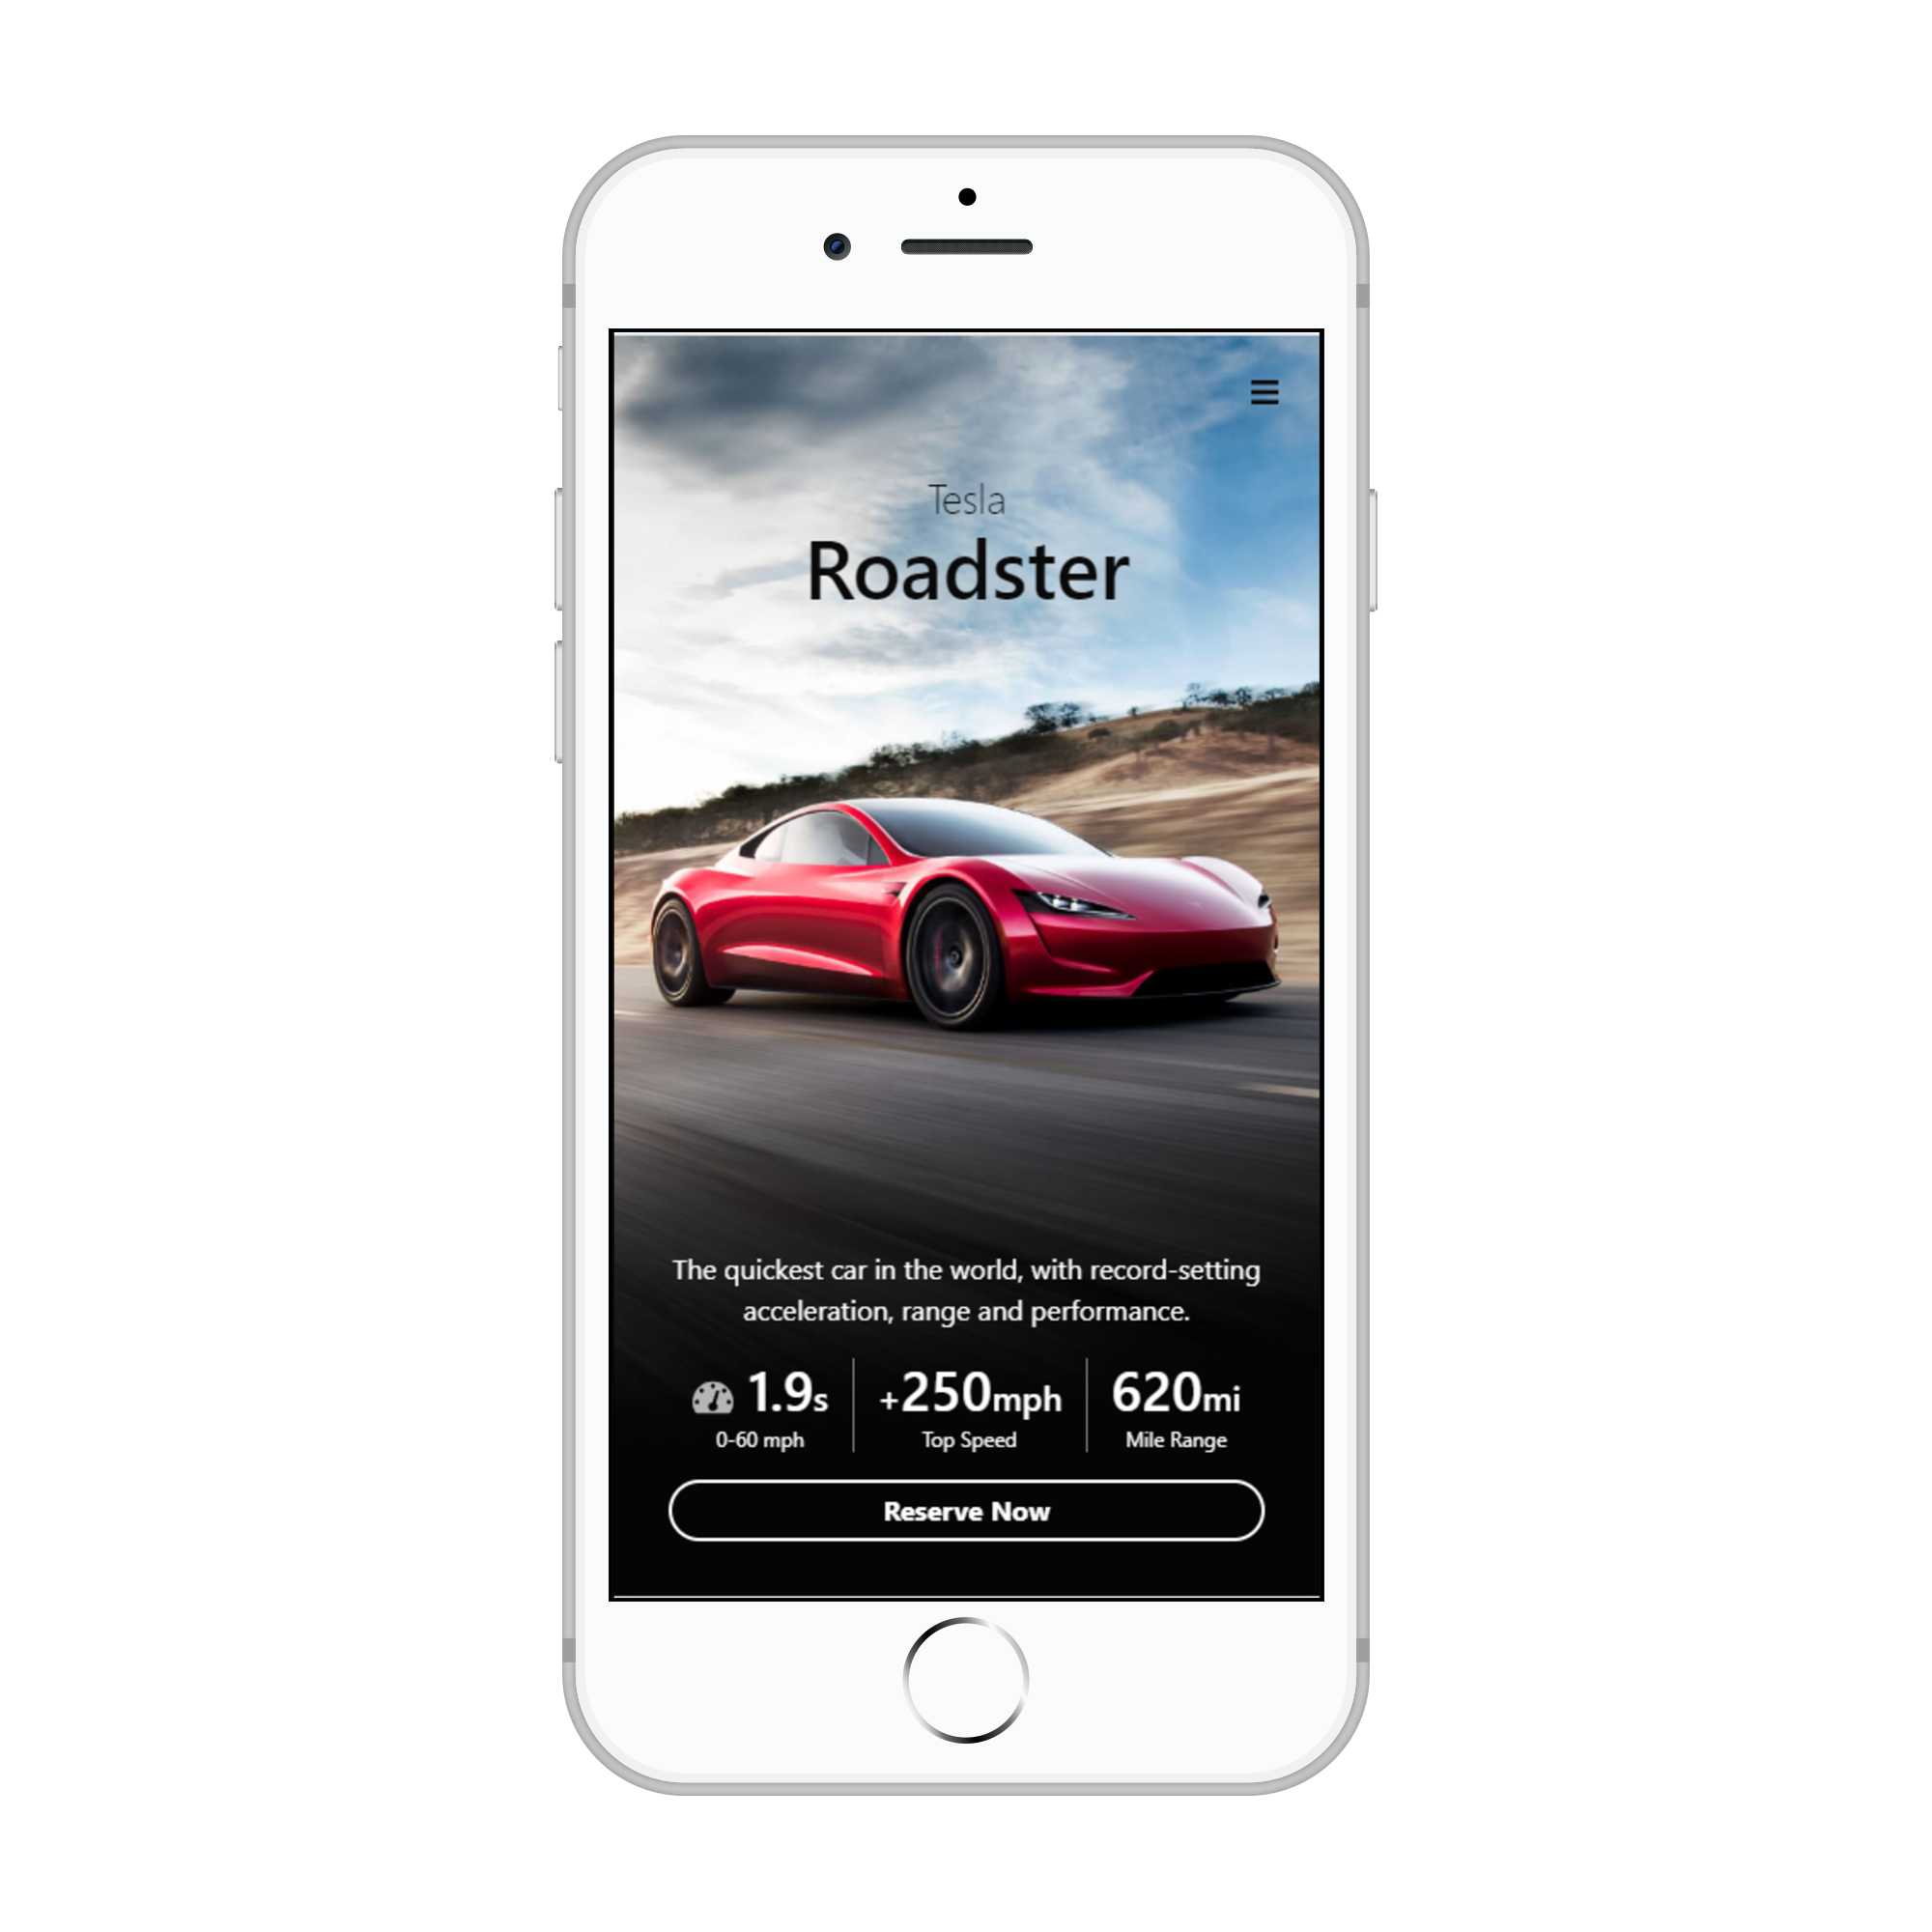 Tesla
Roadster
The quickest car in the world, with record-setting
acceleration, range and performance.
1.9s +250mph 620mi
0-60 mph Top Speed Mile Range
Reserve Now